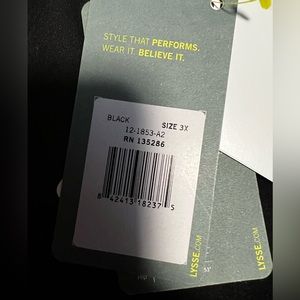 STYLE THAT PERFORMS.
WEAR IT. BELIEVE IT.
BLACK SIZE 3X
12-1853-A2
RN 135286
8 42413 18237 5
LYSSE.COM
LYSSE.COM